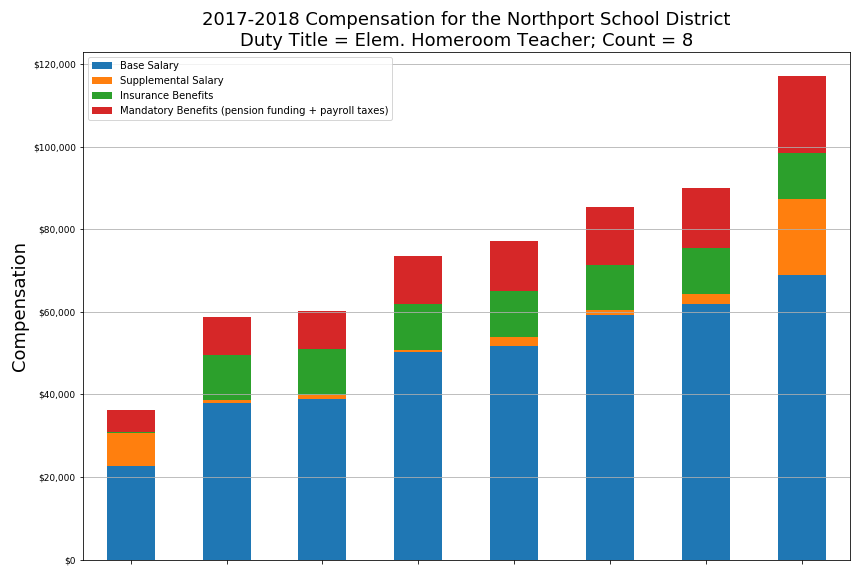 2017-2018 Compensation for the Northport School District
Duty Title = Elem. Homeroom Teacher; Count = 8
Base Salary
Supplemental Salary
Insurance Benefits
Mandatory Benefits (pension funding + payroll taxes)
Compensation
$120,000
$100,000
$80,000
$60,000
$40,000
$20,000
$0